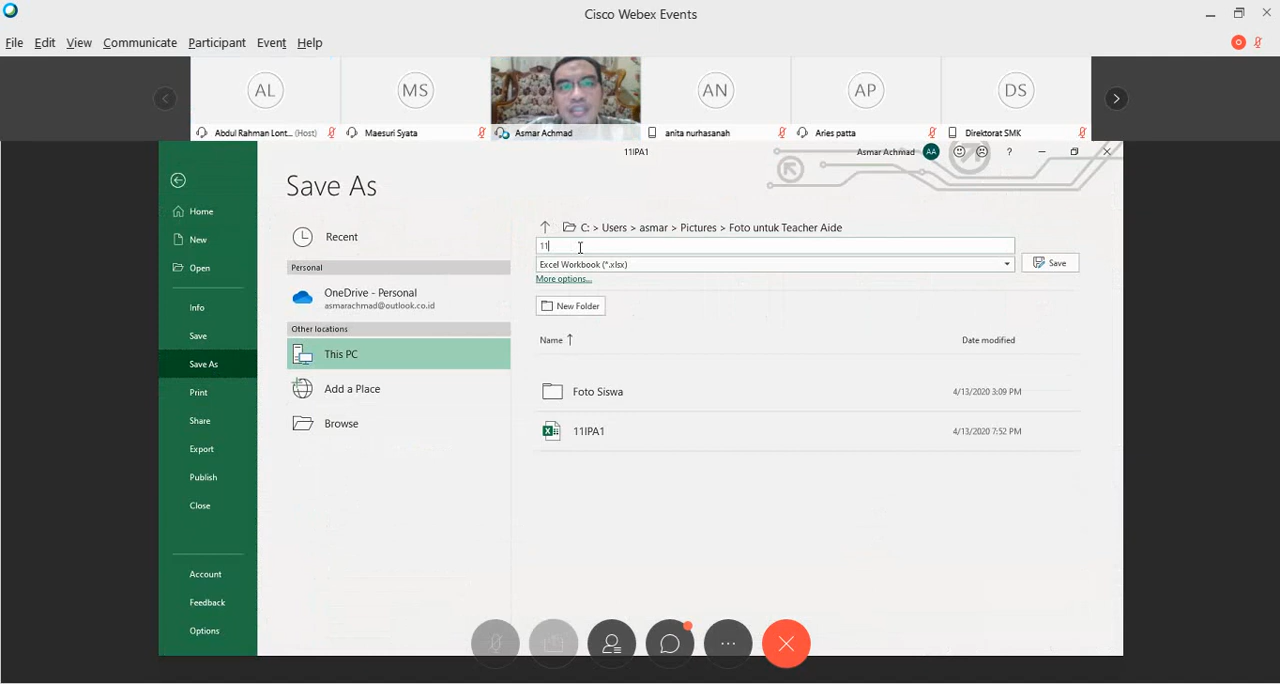 Cisco Webex Events
File Edit View Communicate Participant Event Help
AL MS AN AP DS
Abdul Rahman Lont... (Host) Maesuri Syata Asmar Achmad anita nurhasanah Aries patta Direktorat SMK
11IPA1 Asmar Achmad AA ?
Save As
Home
New
Open
Info
Save
Save As
Print
Share
Export
Publish
Close
Account
Feedback
Options
Recent
Personal
OneDrive - Personal
asmarachmad@outlook.co.id
Other locations
This PC
Add a Place
Browse
C: > Users > asmar > Pictures > Foto untuk Teacher Aide
11
Excel Workbook (*.xlsx) Save
More options...
New Folder
Name Date modified
Foto Siswa 4/13/2020 3:09 PM
11IPA1 4/13/2020 7:52 PM